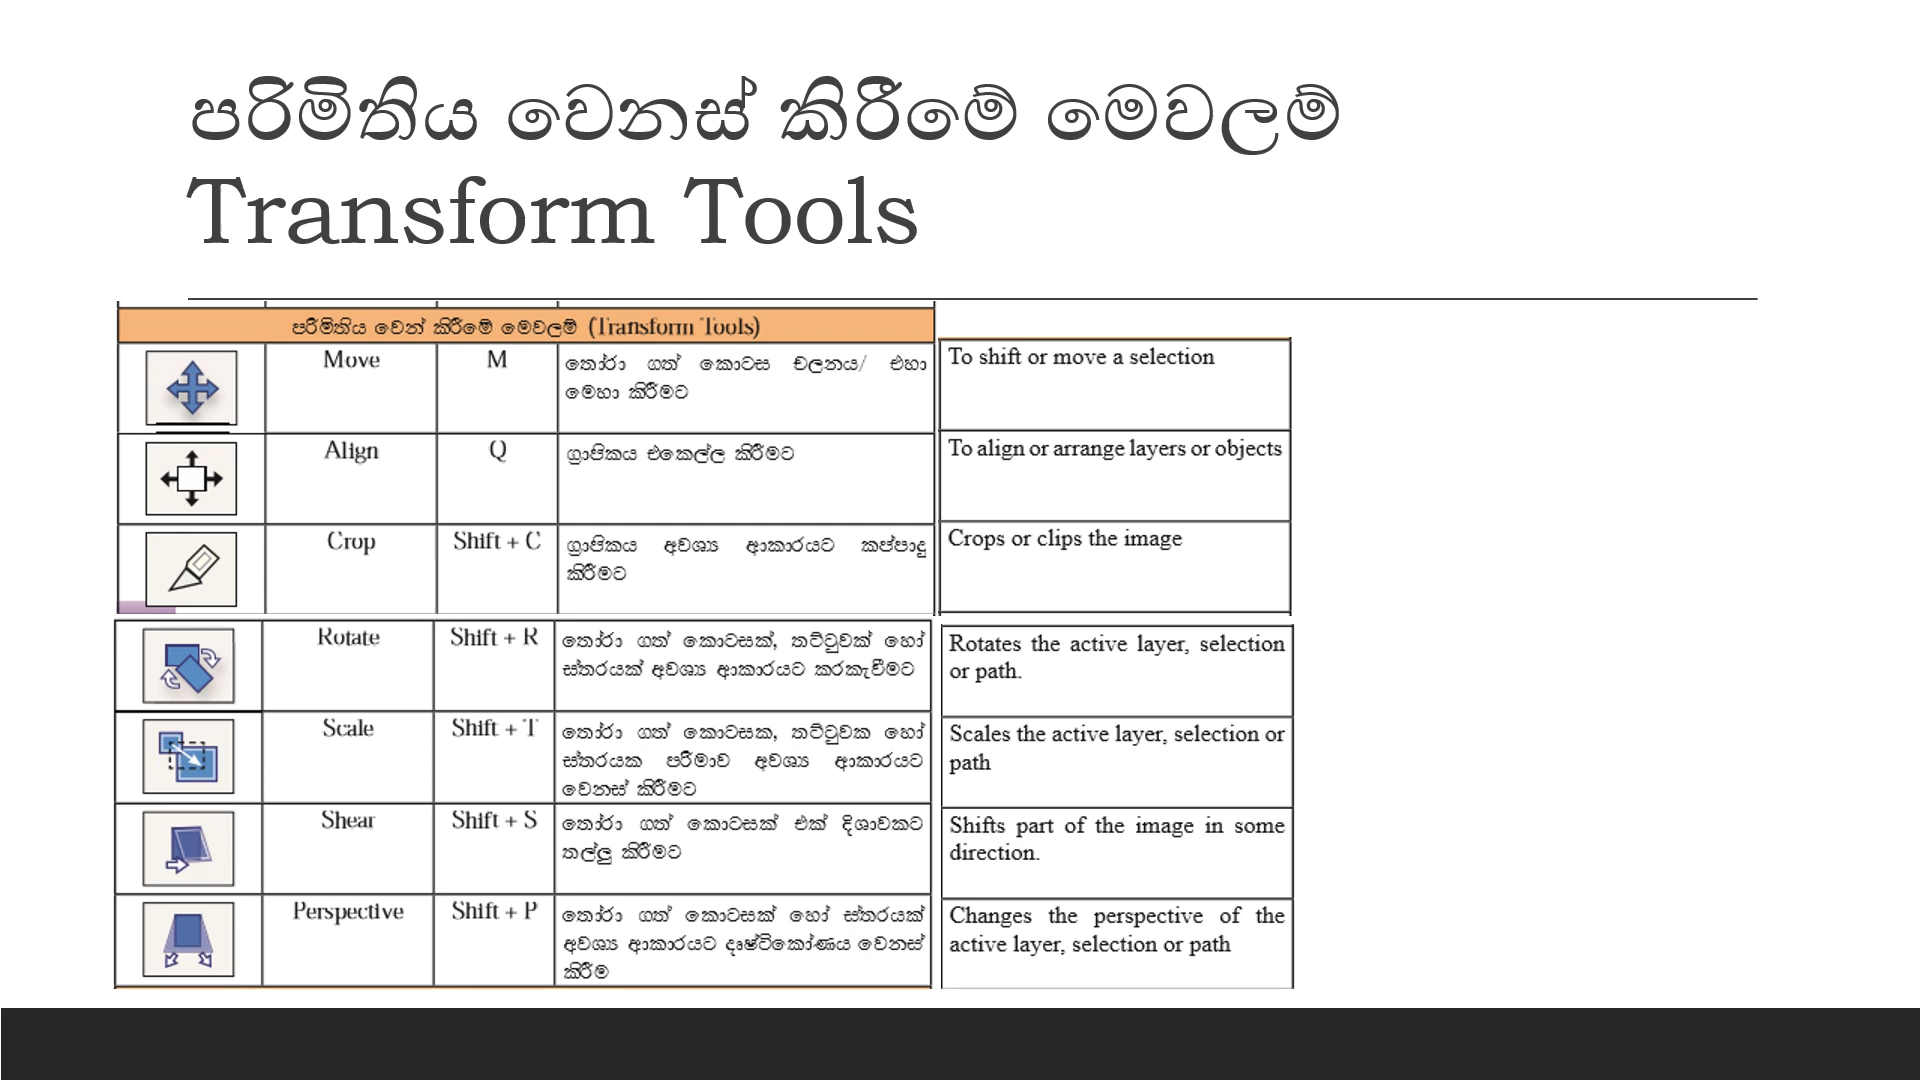 පරිමිතිය වෙනස් කිරීමේ මෙවලම්
Transform Tools
පරිමිතිය වෙන් කිරීමේ මෙවලම් (Transform Tools)
Move
M
තෝරා ගත් කොටස චලනය/ එහා
මෙහා කිරීමට
To shift or move a selection
Align
Q
ග්‍රාපිකය එකෙල්ල කිරීමට
To align or arrange layers or objects
Crop
Shift + C
ග්‍රාපිකය අවශ්‍ය ආකාරයට කප්පාදු
කිරීමට
Crops or clips the image
Rotate
Shift + R
තෝරා ගත් කොටසක්, තට්ටුවක් හෝ
ස්තරයක් අවශ්‍ය ආකාරයට කරකැවීමට
Rotates the active layer, selection
or path.
Scale
Shift + T
තෝරා ගත් කොටසක, තට්ටුවක හෝ
ස්තරයක පරිමාව අවශ්‍ය ආකාරයට
වෙනස් කිරීමට
Scales the active layer, selection or
path
Shear
Shift + S
තෝරා ගත් කොටසක් එක් දිශාවකට
තල්ලු කිරීමට
Shifts part of the image in some
direction.
Perspective
Shift + P
තෝරා ගත් කොටසක් හෝ ස්තරයක්
අවශ්‍ය ආකාරයට දෘෂ්ටිකෝණය වෙනස්
කිරීම
Changes the perspective of the
active layer, selection or path